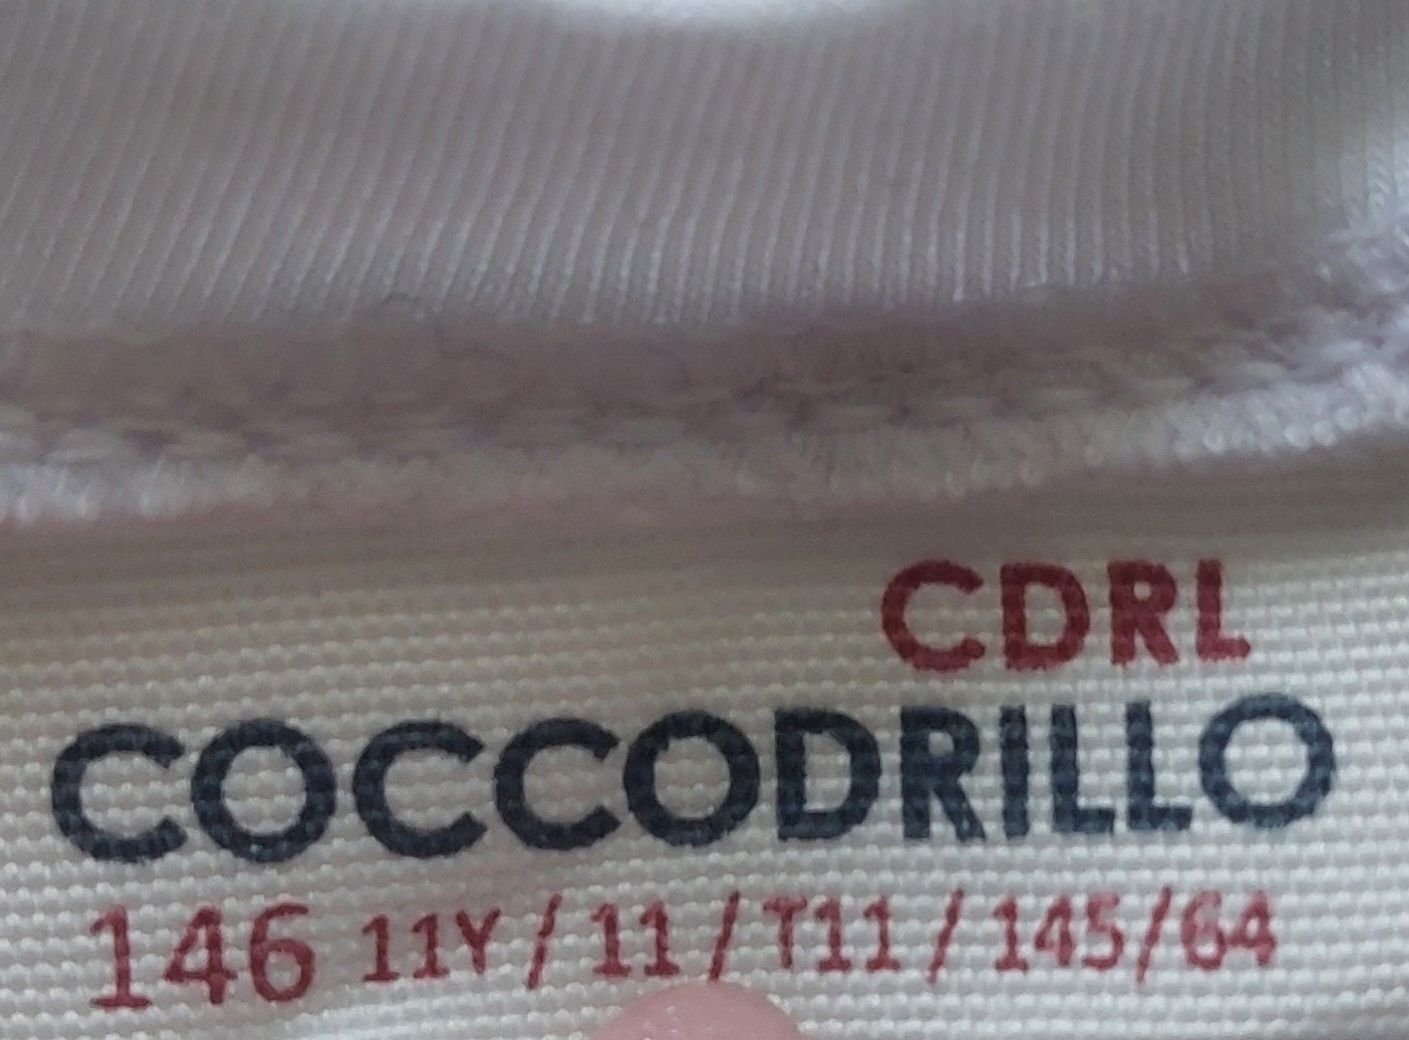 CDRL
COCCODRILLO
146 11Y / 11 / T11 / 145/64